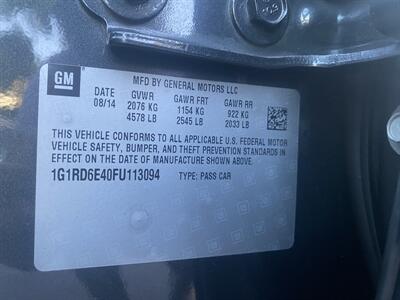 GM
MFD BY GENERAL MOTORS LLC
DATE GVWR GAWR FRT GAWR RR
08/14 2076 KG 1154 KG 922 KG
4578 LB 2545 LB 2033 LB
THIS VEHICLE CONFORMS TO ALL APPLICABLE U.S. FEDERAL MOTOR
VEHICLE SAFETY, BUMPER, AND THEFT PREVENTION STANDARDS IN
EFFECT ON THE DATE OF MANUFACTURE SHOWN ABOVE.
1G1RD6E40FU113094 TYPE: PASS CAR